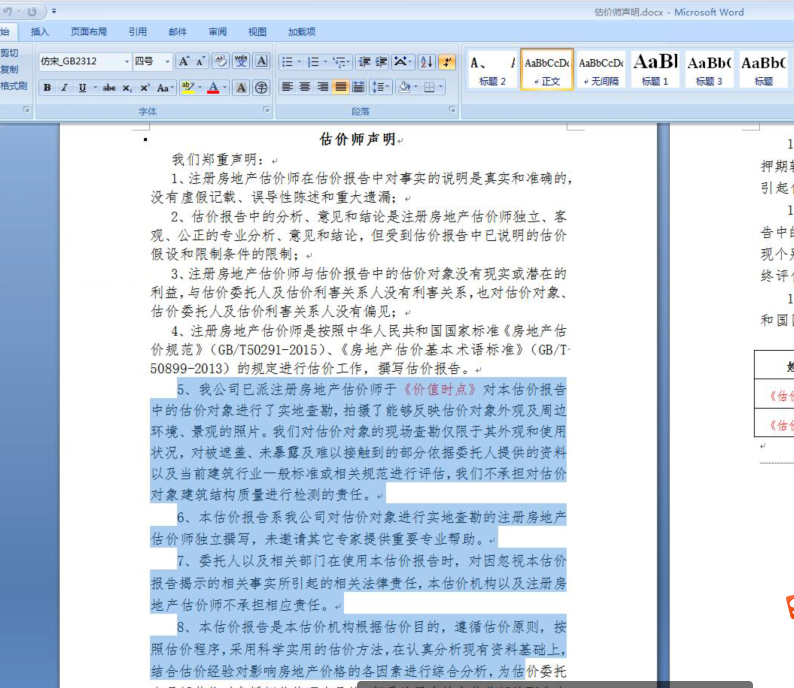 估价师声明.docx - Microsoft Word
始 插入 页面布局 引用 邮件 审阅 视图 加载项
剪切
复制
格式刷
仿宋_GB2312 四号
字体 段落
AaBbCcDc AaBbCcDc AaBl AaBbC AaBbC
标题 2 正文 无间隔 标题 1 标题 3 标题
估价师声明
我们郑重声明：
1、注册房地产估价师在估价报告中对事实的说明是真实和准确的，
没有虚假记载、误导性陈述和重大遗漏；
2、估价报告中的分析、意见和结论是注册房地产估价师独立、客
观、公正的专业分析、意见和结论，但受到估价报告中已说明的估价
假设和限制条件的限制；
3、注册房地产估价师与估价报告中的估价对象没有现实或潜在的
利益，与估价委托人及估价利害关系人没有利害关系，也对估价对象、
估价委托人及估价利害关系人没有偏见；
4、注册房地产估价师是按照中华人民共和国国家标准《房地产估
价规范》（GB/T50291-2015）、《房地产估价基本术语标准》（GB/T
50899-2013）的规定进行估价工作，撰写估价报告。
5、我公司已派注册房地产估价师于《价值时点》对本估价报告
中的估价对象进行了实地查勘，拍摄了能够反映估价对象外观及周边
环境、景观的照片。我们对估价对象的现场查勘仅限于其外观和使用
状况，对被遮盖、未暴露及难以接触到的部分依据委托人提供的资料
以及当前建筑行业一般标准或相关规范进行评估，我们不承担对估价
对象建筑结构质量进行检测的责任。
6、本估价报告系我公司对估价对象进行实地查勘的注册房地产
估价师独立撰写，未邀请其它专家提供重要专业帮助。
7、委托人以及相关部门在使用本估价报告时，对因忽视本估价
报告揭示的相关事实所引起的相关法律责任，本估价机构以及注册房
地产估价师不承担相应责任。
8、本估价报告是本估价机构根据估价目的，遵循估价原则，按
照估价程序，采用科学实用的估价方法，在认真分析现有资料基础上，
结合估价经验对影响房地产价格的各因素进行综合分析，为估价委托
1
押期
引起
1
告中的
现个
终评
1
和国
《估
《估